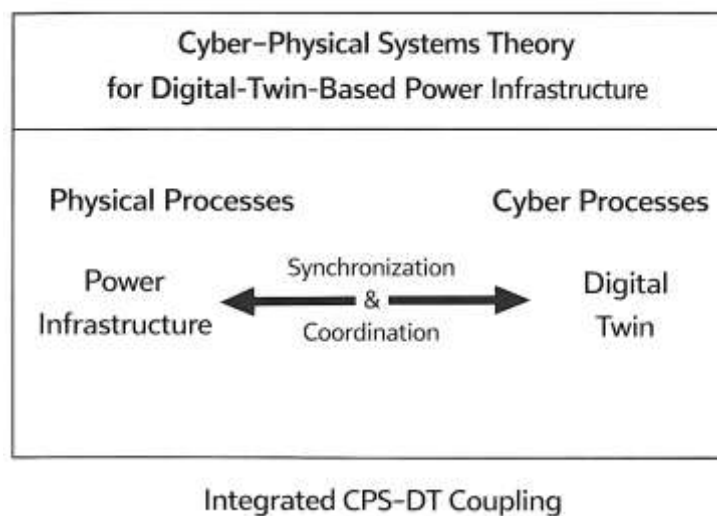 Cyber–Physical Systems Theory
for Digital-Twin-Based Power Infrastructure
Physical Processes
Cyber Processes
Power
Infrastructure
Synchronization
&
Coordination
Digital
Twin
Integrated CPS–DT Coupling